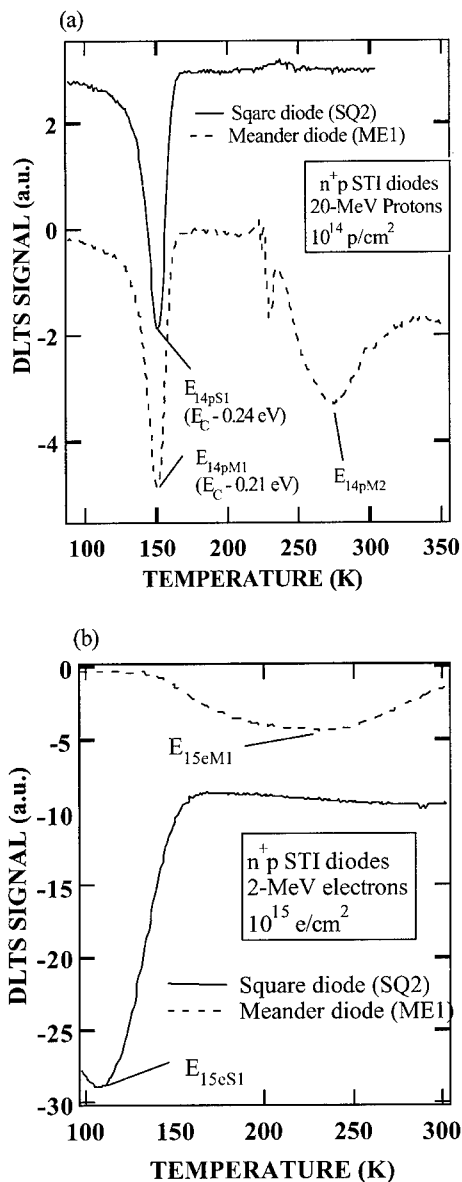 (a)
DLTS SIGNAL (a.u.)
2
0
-2
-4
Sqarc diode (SQ2)
Meander diode (ME1)
n+p STI diodes
20-MeV Protons
10^14 p/cm^2
E14pS1
(EC - 0.24 eV)
E14pM1
(EC - 0.21 eV)
E14pM2
100 150 200 250 300 350
TEMPERATURE (K)
(b)
DLTS SIGNAL (a.u.)
0
-5
-10
-15
-20
-25
-30
E15eM1
n+p STI diodes
2-MeV electrons
10^15 e/cm^2
Square diode (SQ2)
Meander diode (ME1)
E15eS1
100 150 200 250 300
TEMPERATURE (K)